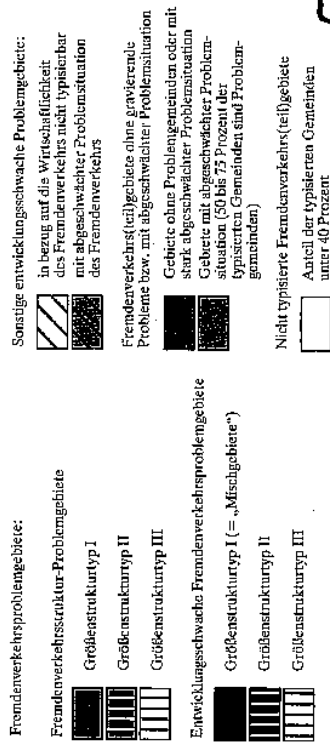 Fremdenverkehrsproblemgebiete:
Fremdenverkehrsstruktur-Problemgebiete
Größenstrukturtyp I
Größenstrukturtyp II
Größenstrukturtyp III
Entwicklungsschwache Fremdenverkehrsproblemgebiete
Größenstrukturtyp I (= „Mischgebiete“)
Größenstrukturtyp II
Größenstrukturtyp III
Sonstige entwicklungsschwache Problemgebiete:
in bezug auf die Wirtschaftlichkeit
des Fremdenverkehrs nicht typisierbar
mit abgeschwächter Problemsituation
des Fremdenverkehrs
Fremdenverkehrs(teil)gebiete ohne gravierende
Probleme bzw. mit abgeschwächter Problemsituation
Gebiete ohne Problemgemeinden oder mit
stark abgeschwächter Problemsituation
Gebiete mit abgeschwächter Problem-
situation (50 bis 75 Prozent der
typisierten Gemeinden sind Problem-
gemeinden)
Nicht typisierte Fremdenverkehrs(teil)gebiete
Anteil der typisierten Gemeinden
unter 40 Prozent